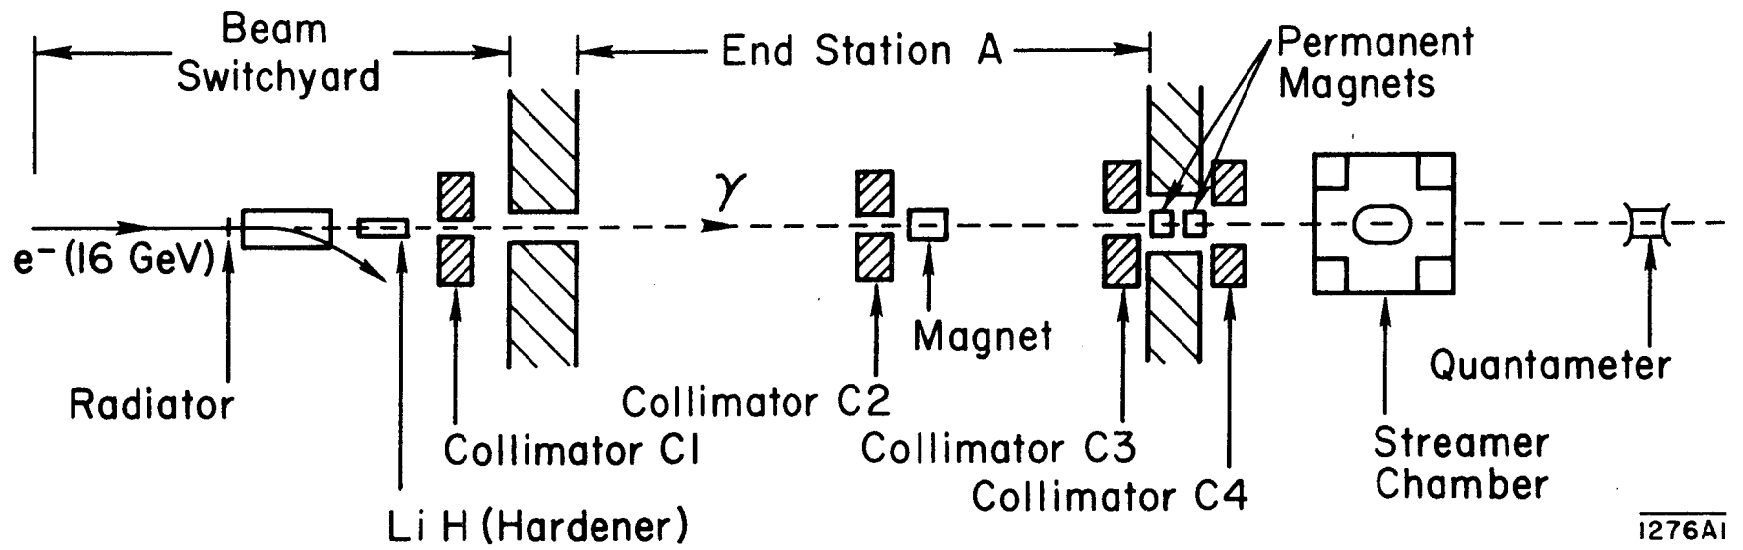 Beam
Switchyard
End Station A
Permanent
Magnets
γ
e⁻(16 GeV)
Magnet
Quantameter
Radiator
Collimator C2
Collimator C1
Collimator C3
Streamer
Chamber
Collimator C4
Li H (Hardener)
1276A1